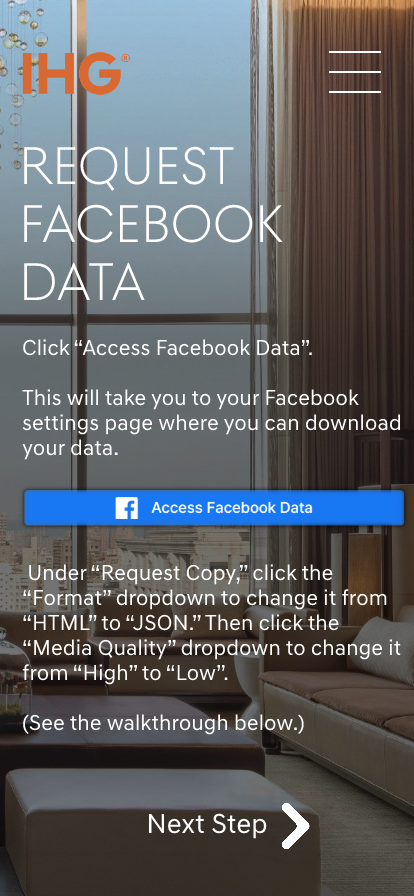 IHG®
REQUEST
FACEBOOK
DATA
Click “Access Facebook Data”.
This will take you to your Facebook
settings page where you can download
your data.
Access Facebook Data
Under “Request Copy,” click the
“Format” dropdown to change it from
“HTML” to “JSON.” Then click the
“Media Quality” dropdown to change it
from “High” to “Low”.
(See the walkthrough below.)
Next Step